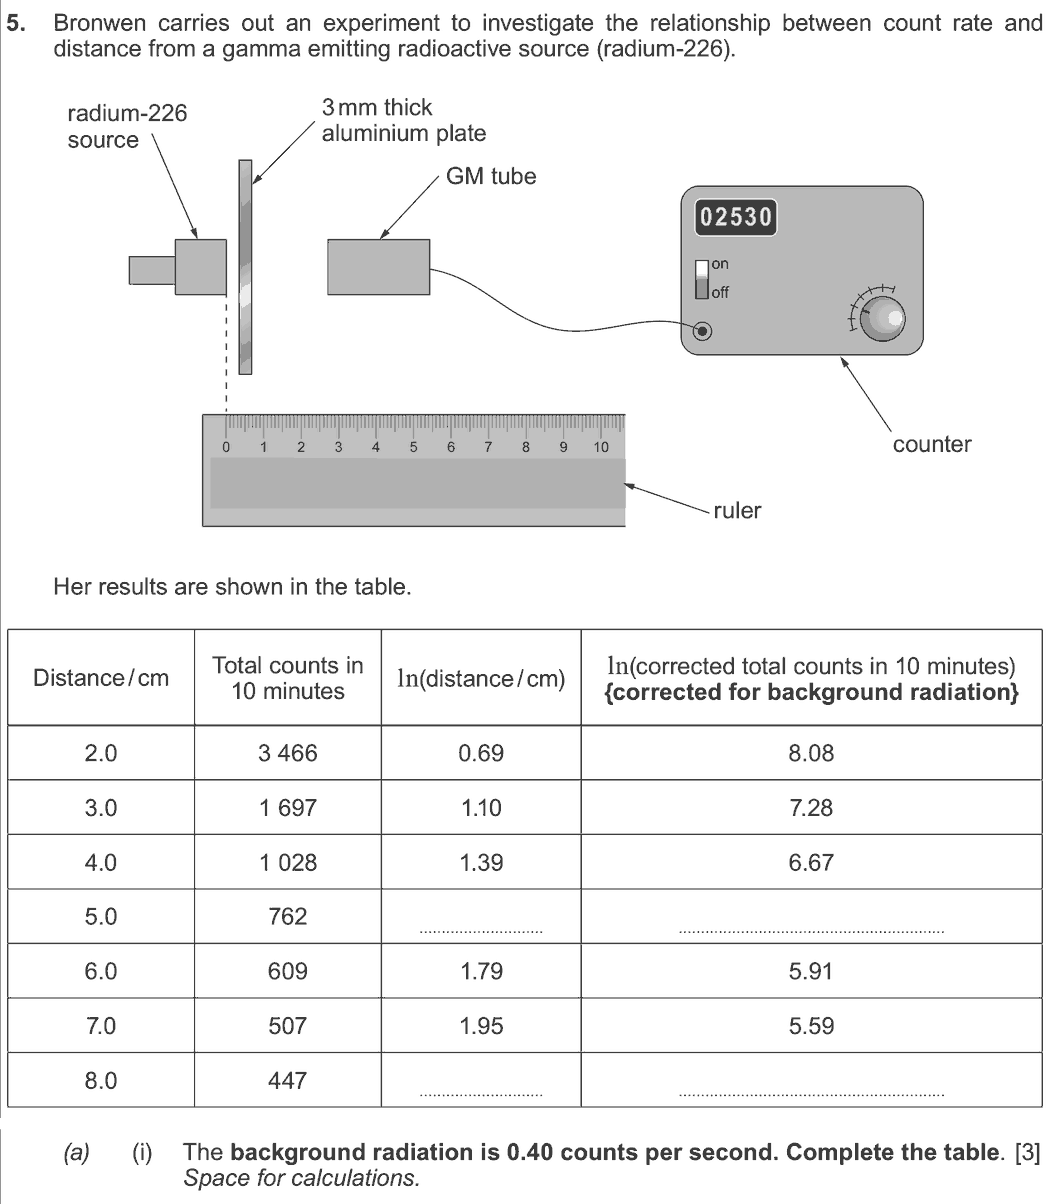 5. Bronwen carries out an experiment to investigate the relationship between count rate and
distance from a gamma emitting radioactive source (radium-226).
radium-226
source
3 mm thick
aluminium plate
GM tube
02530
on
off
0 1 2 3 4 5 6 7 8 9 10
counter
ruler
Her results are shown in the table.
Distance / cm | Total counts in 10 minutes | ln(distance / cm) | ln(corrected total counts in 10 minutes) {corrected for background radiation}
2.0 3 466 0.69 8.08
3.0 1 697 1.10 7.28
4.0 1 028 1.39 6.67
5.0 762 ............................ ............................................................
6.0 609 1.79 5.91
7.0 507 1.95 5.59
8.0 447 ............................ ............................................................
(a) (i) The background radiation is 0.40 counts per second. Complete the table. [3]
Space for calculations.